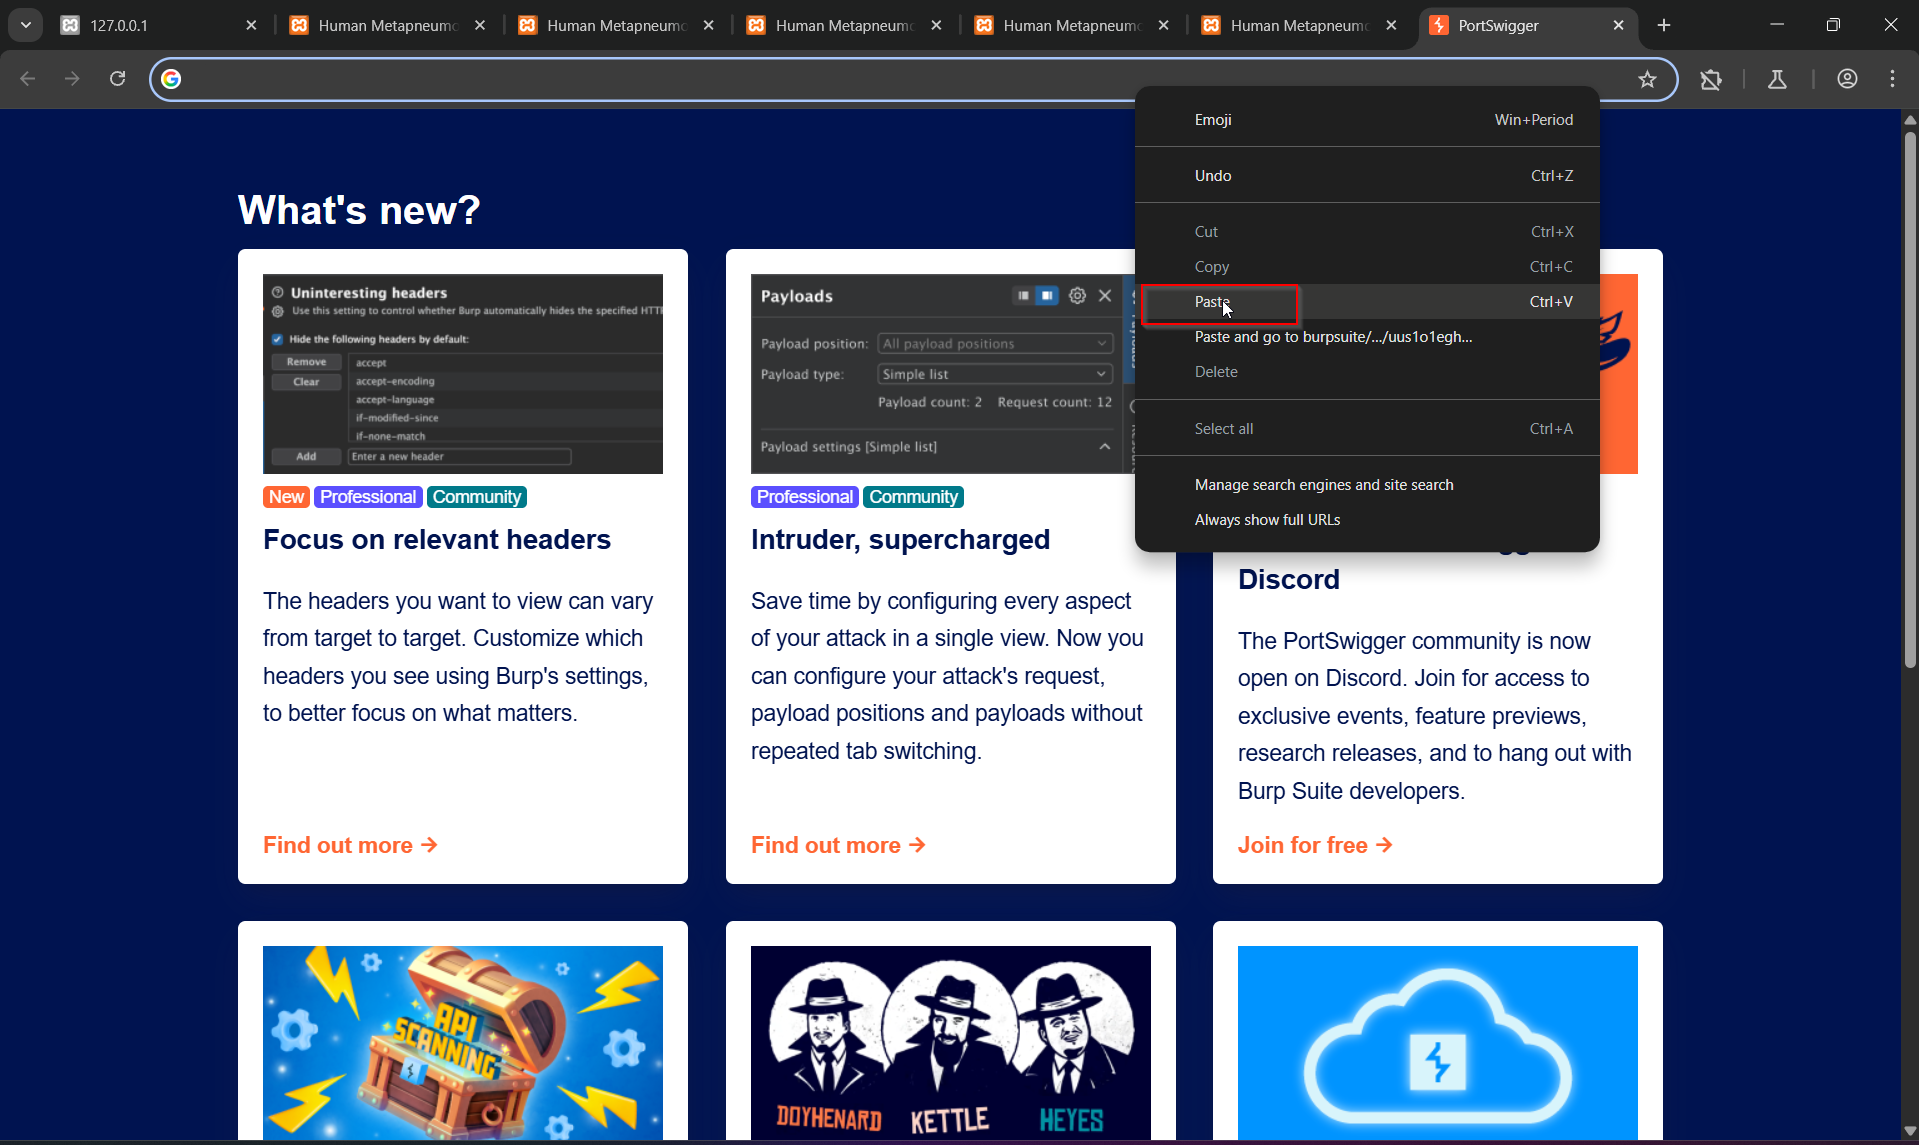 127.0.0.1
Human Metapneumo
Human Metapneumo
Human Metapneumo
Human Metapneumo
Human Metapneumo
PortSwigger
Emoji Win+Period
Undo Ctrl+Z
Cut Ctrl+X
Copy Ctrl+C
Paste Ctrl+V
Paste and go to burpsuite/.../uus1o1egh...
Delete
Select all Ctrl+A
Manage search engines and site search
Always show full URLs
What's new?
Uninteresting headers
Use this setting to control whether Burp automatically hides the specified HTTP
Hide the following headers by default:
Remove
Clear
accept
accept-encoding
accept-language
if-modified-since
if-none-match
Add
Enter a new header
New Professional Community
Focus on relevant headers
The headers you want to view can vary
from target to target. Customize which
headers you see using Burp's settings,
to better focus on what matters.
Find out more →
Payloads
Payload position: All payload positions
Payload type: Simple list
Payload count: 2 Request count: 12
Payload settings [Simple list]
Professional Community
Intruder, supercharged
Save time by configuring every aspect
of your attack in a single view. Now you
can configure your attack's request,
payload positions and payloads without
repeated tab switching.
Find out more →
Discord
The PortSwigger community is now
open on Discord. Join for access to
exclusive events, feature previews,
research releases, and to hang out with
Burp Suite developers.
Join for free →
API
SCANNING
DOYHENARD KETTLE HEYES